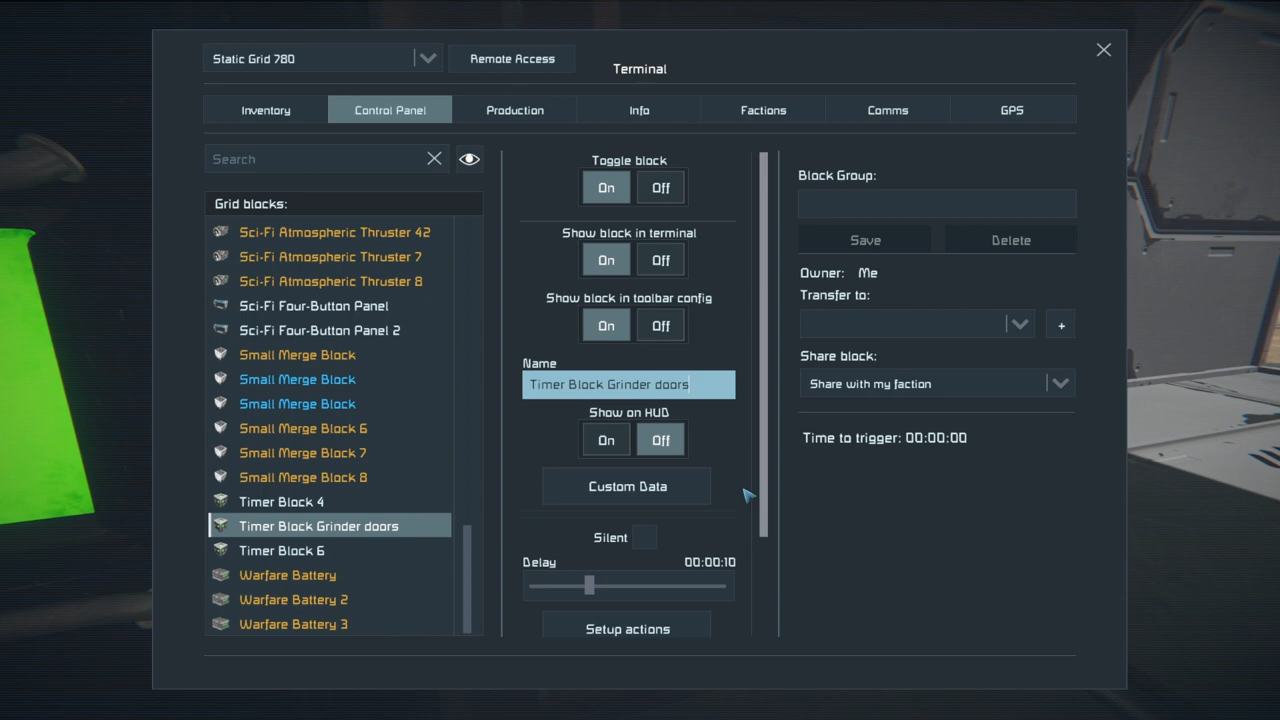 Static Grid 780
Remote Access
Terminal
Inventory
Control Panel
Production
Info
Factions
Comms
GPS
Search
Grid blocks:
Sci-Fi Atmospheric Thruster 42
Sci-Fi Atmospheric Thruster 7
Sci-Fi Atmospheric Thruster 8
Sci-Fi Four-Button Panel
Sci-Fi Four-Button Panel 2
Small Merge Block
Small Merge Block
Small Merge Block
Small Merge Block 6
Small Merge Block 7
Small Merge Block 8
Timer Block 4
Timer Block Grinder doors
Timer Block 6
Warfare Battery
Warfare Battery 2
Warfare Battery 3
Toggle block
On Off
Show block in terminal
On Off
Show block in toolbar config
On Off
Name
Timer Block Grinder doors
Show on HUD
On Off
Custom Data
Silent
Delay 00:00:10
Setup actions
Block Group:
Save Delete
Owner: Me
Transfer to:
+
Share block:
Share with my faction
Time to trigger: 00:00:00